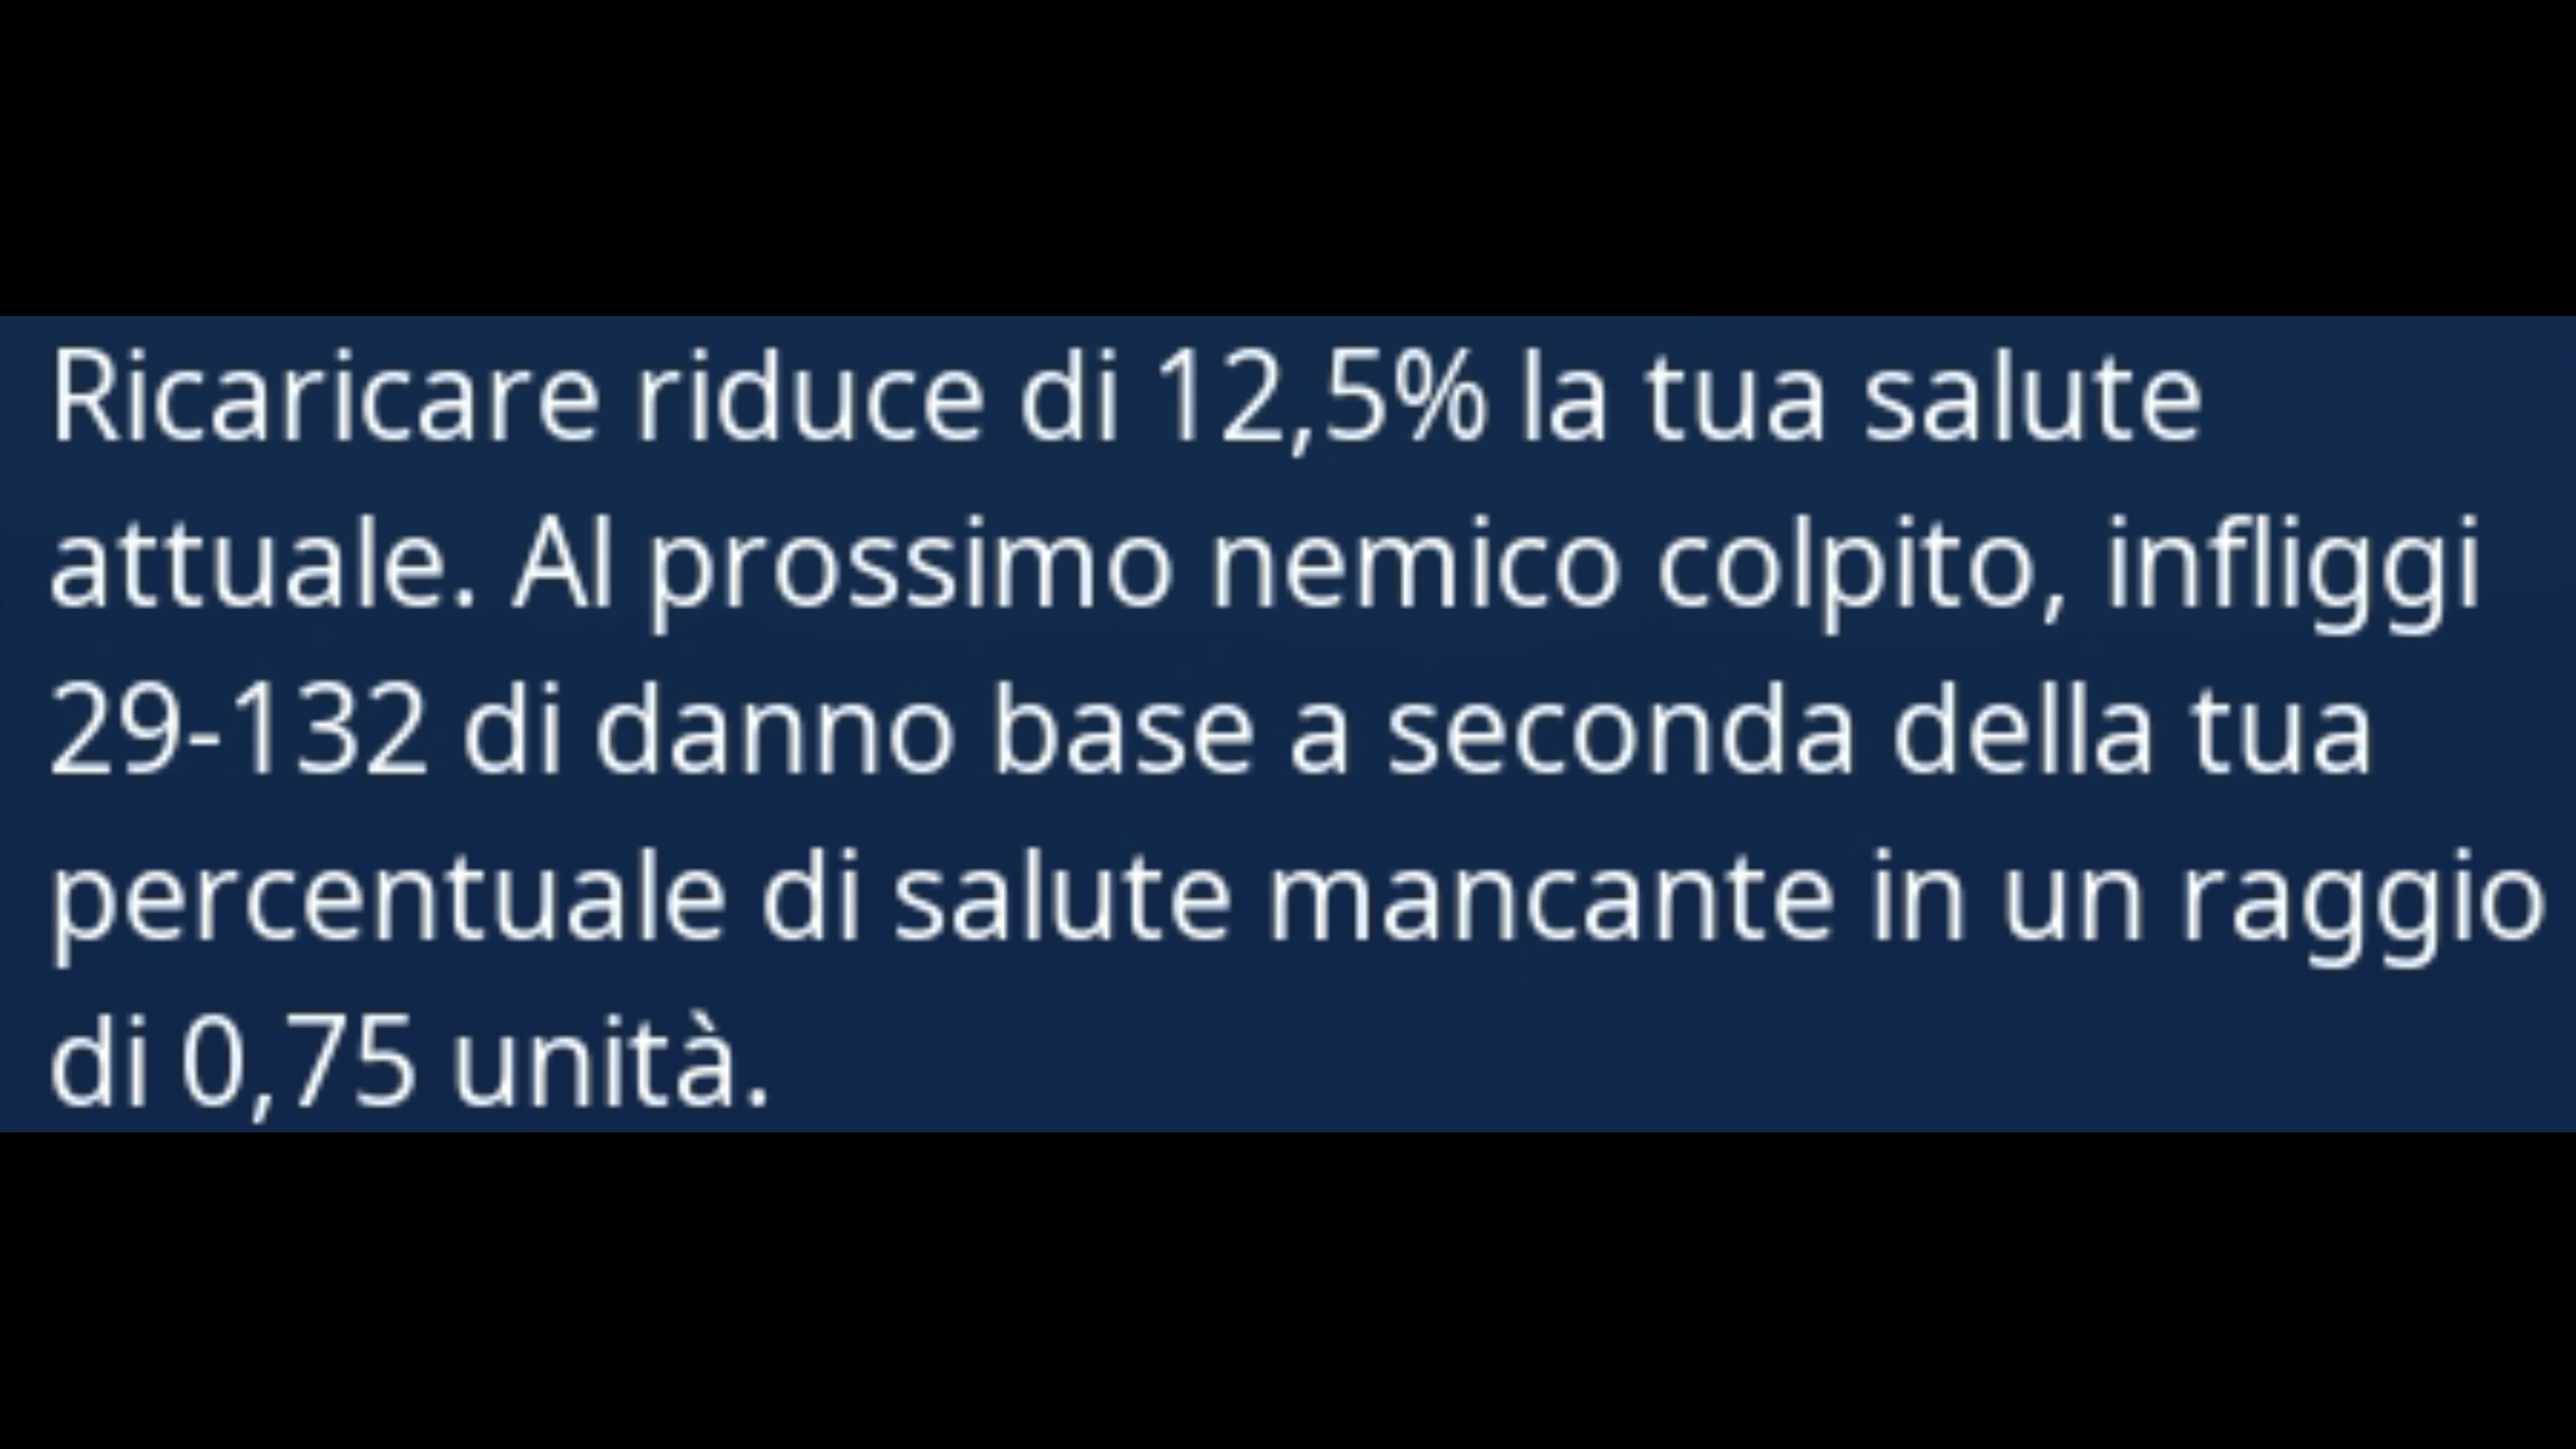 Ricaricare riduce di 12,5% la tua salute
attuale. Al prossimo nemico colpito, infliggi
29-132 di danno base a seconda della tua
percentuale di salute mancante in un raggio
di 0,75 unità.